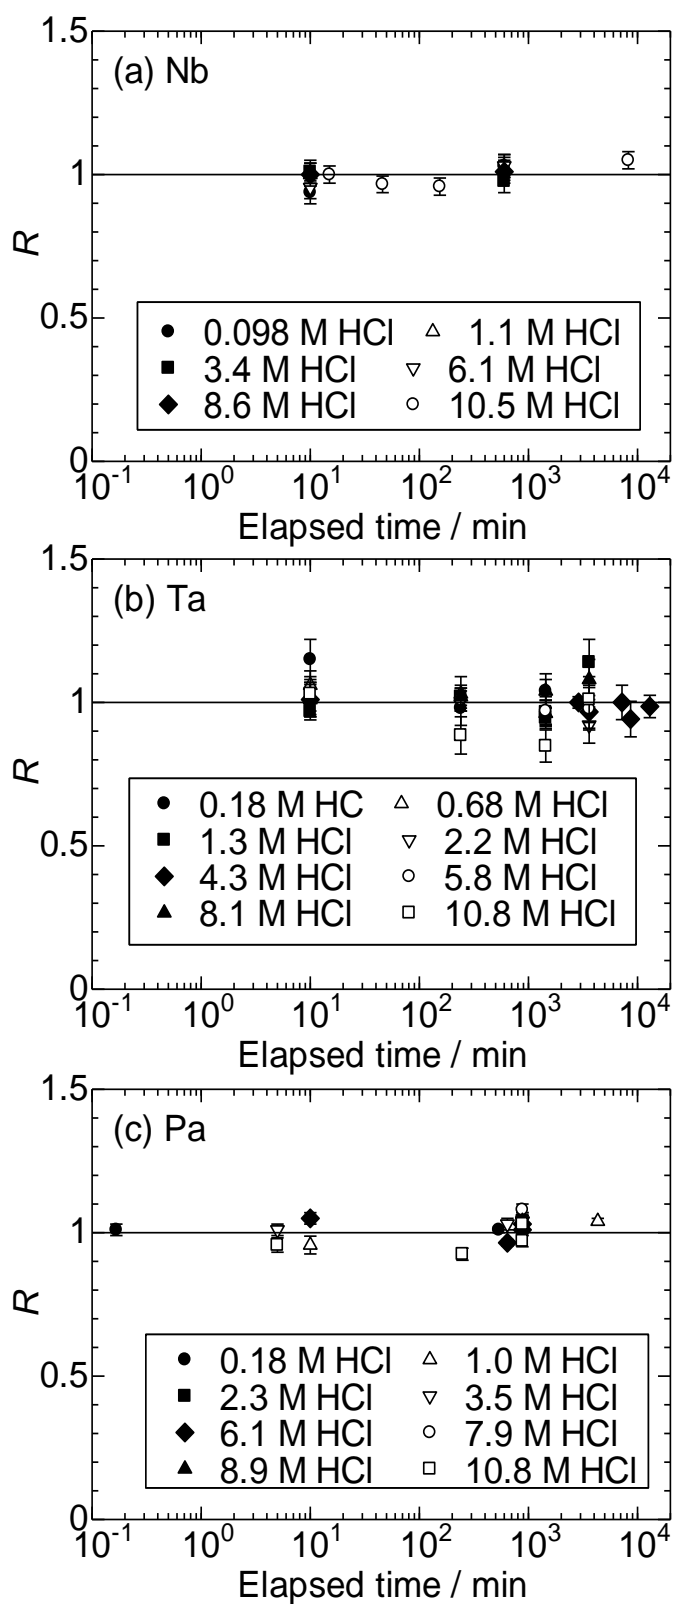 1.5
(a) Nb
1
R
0.5
0.098 M HCl 1.1 M HCl
3.4 M HCl 6.1 M HCl
8.6 M HCl 10.5 M HCl
0
10-1 100 101 102 103 104
Elapsed time / min
1.5
(b) Ta
1
R
0.5
0.18 M HC 0.68 M HCl
1.3 M HCl 2.2 M HCl
4.3 M HCl 5.8 M HCl
8.1 M HCl 10.8 M HCl
0
10-1 100 101 102 103 104
Elapsed time / min
1.5
(c) Pa
1
R
0.5
0.18 M HCl 1.0 M HCl
2.3 M HCl 3.5 M HCl
6.1 M HCl 7.9 M HCl
8.9 M HCl 10.8 M HCl
0
10-1 100 101 102 103 104
Elapsed time / min